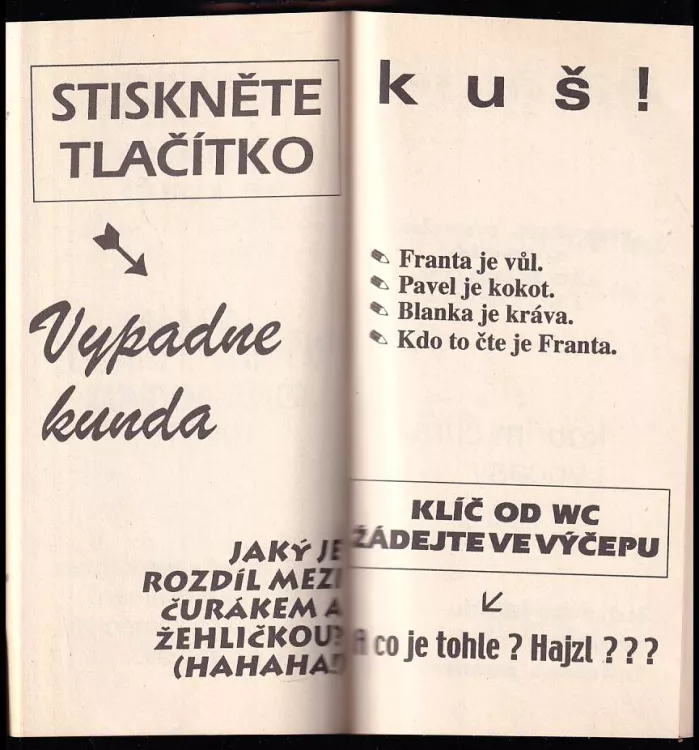 STISKNĚTE
TLAČÍTKO
Vypadne
kunda
JAKÝ JE
ROZDÍL MEZI
ČURÁKEM A
ŽEHLIČKOU?
(HAHAHA!)
kuš!
Franta je vůl.
Pavel je kokot.
Blanka je kráva.
Kdo to čte je Franta.
KLÍČ OD WC
ŽÁDEJTE VE VÝČEPU
A co je tohle ? Hajzl ???